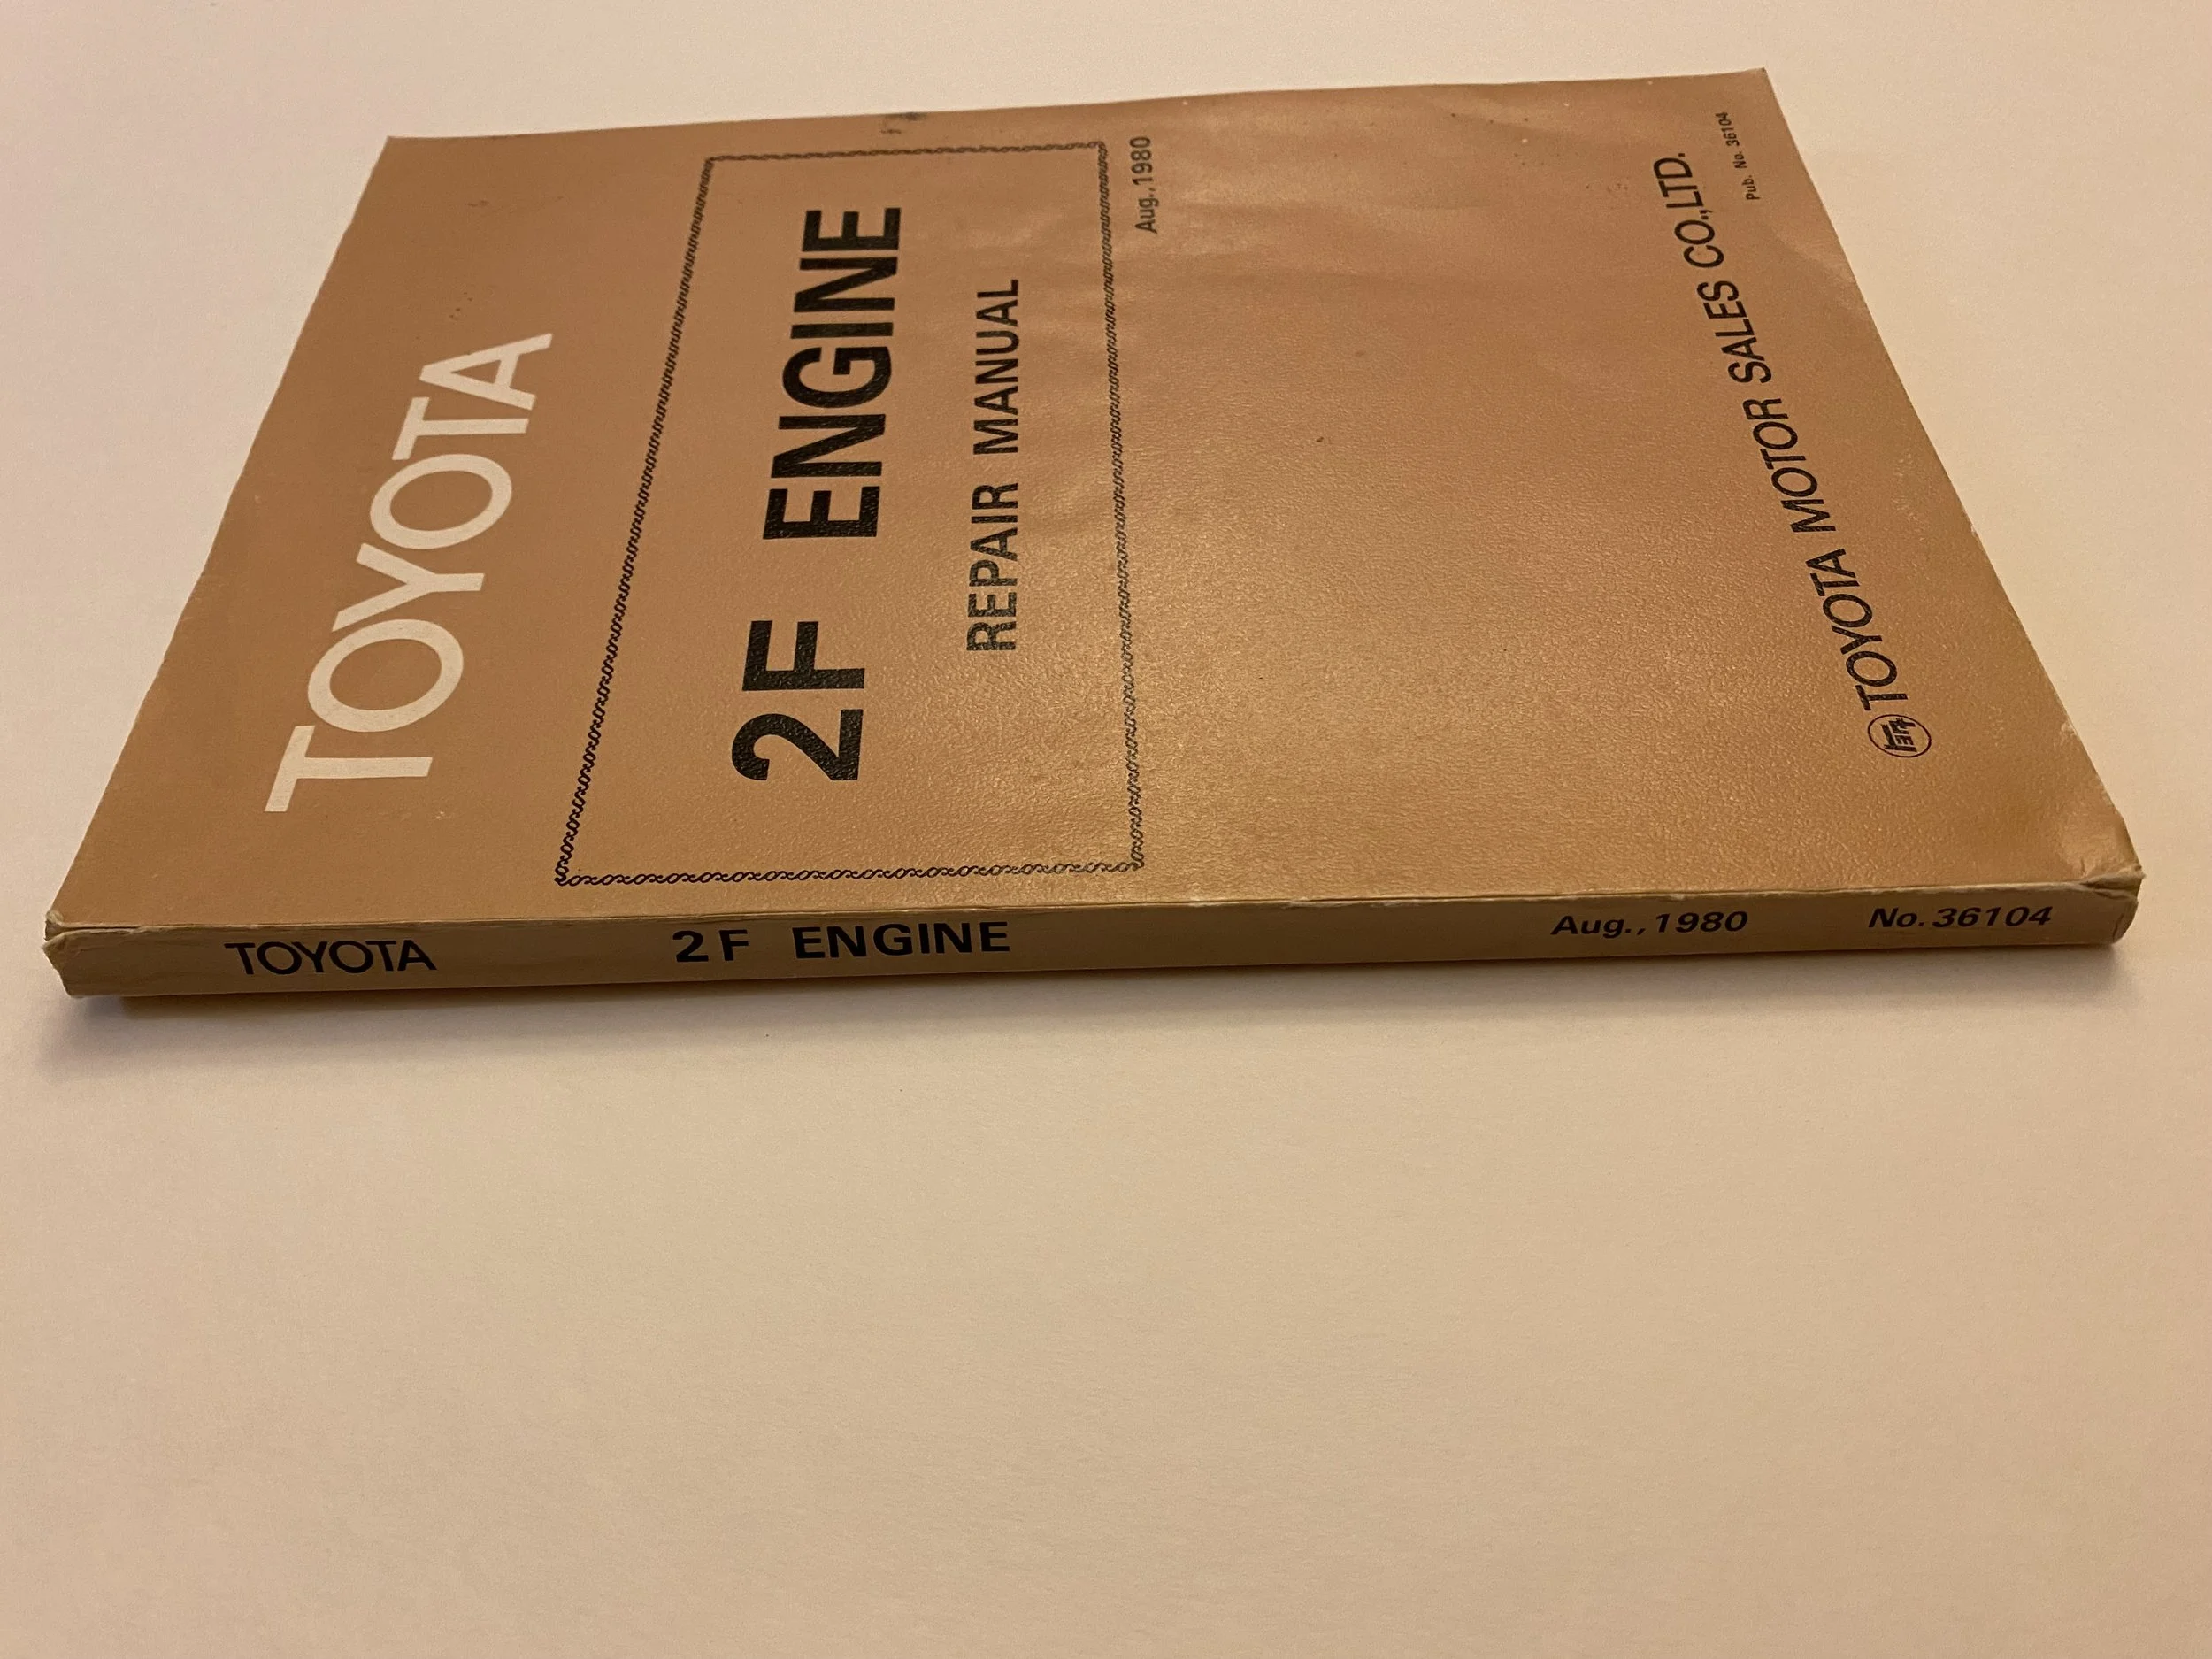 TOYOTA
2F ENGINE
REPAIR MANUAL
Aug.,1980
TOYOTA MOTOR SALES CO.,LTD.
Pub. No. 36104
TOYOTA 2F ENGINE Aug.,1980 No.36104